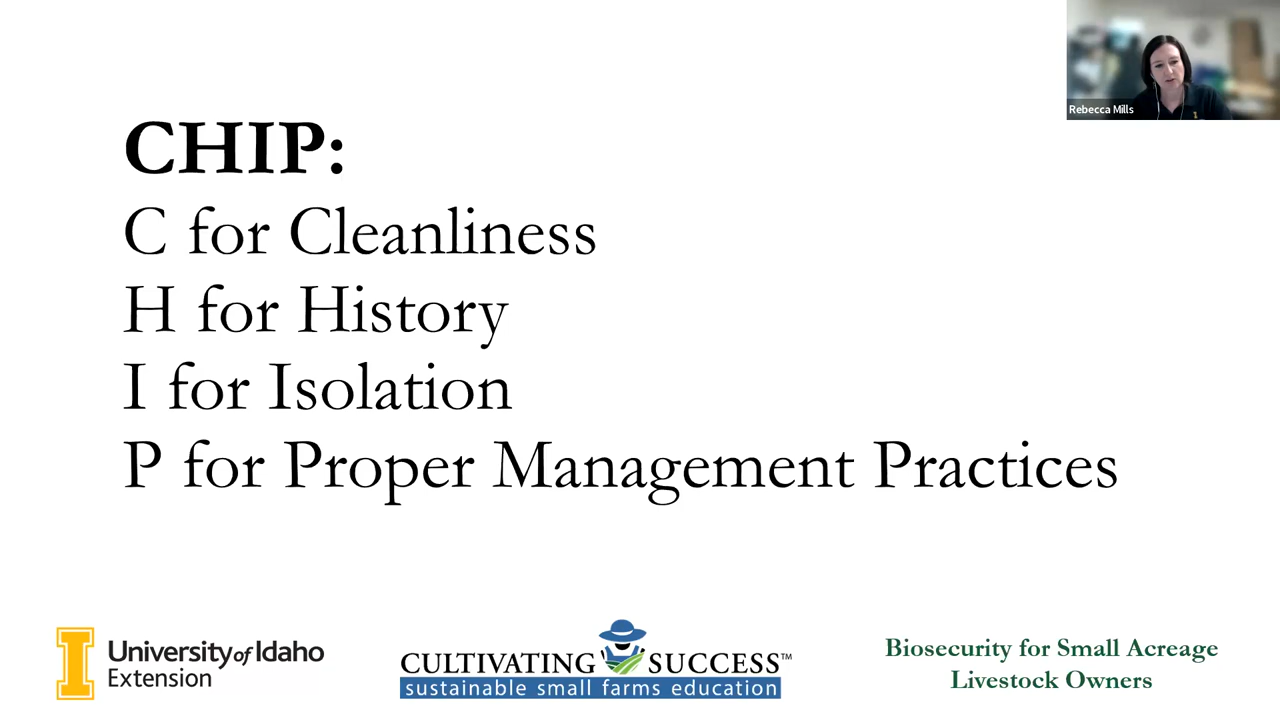 Rebecca Mills
CHIP:
C for Cleanliness
H for History
I for Isolation
P for Proper Management Practices
I
University of Idaho
Extension
CULTIVATING SUCCESS™
sustainable small farms education
Biosecurity for Small Acreage
Livestock Owners